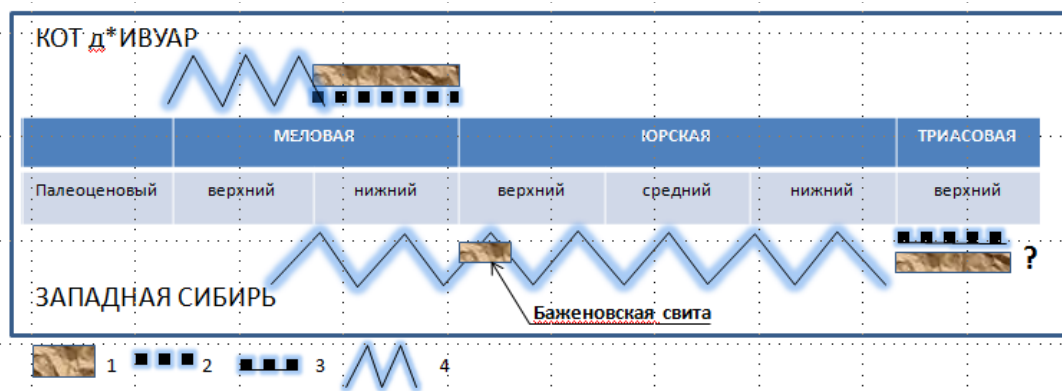 КОТ д*ИВУАР
МЕЛОВАЯ ЮРСКАЯ ТРИАСОВАЯ
Палеоценовый верхний нижний верхний средний нижний верхний
?
ЗАПАДНАЯ СИБИРЬ
Баженовская свита
1 2 3 4